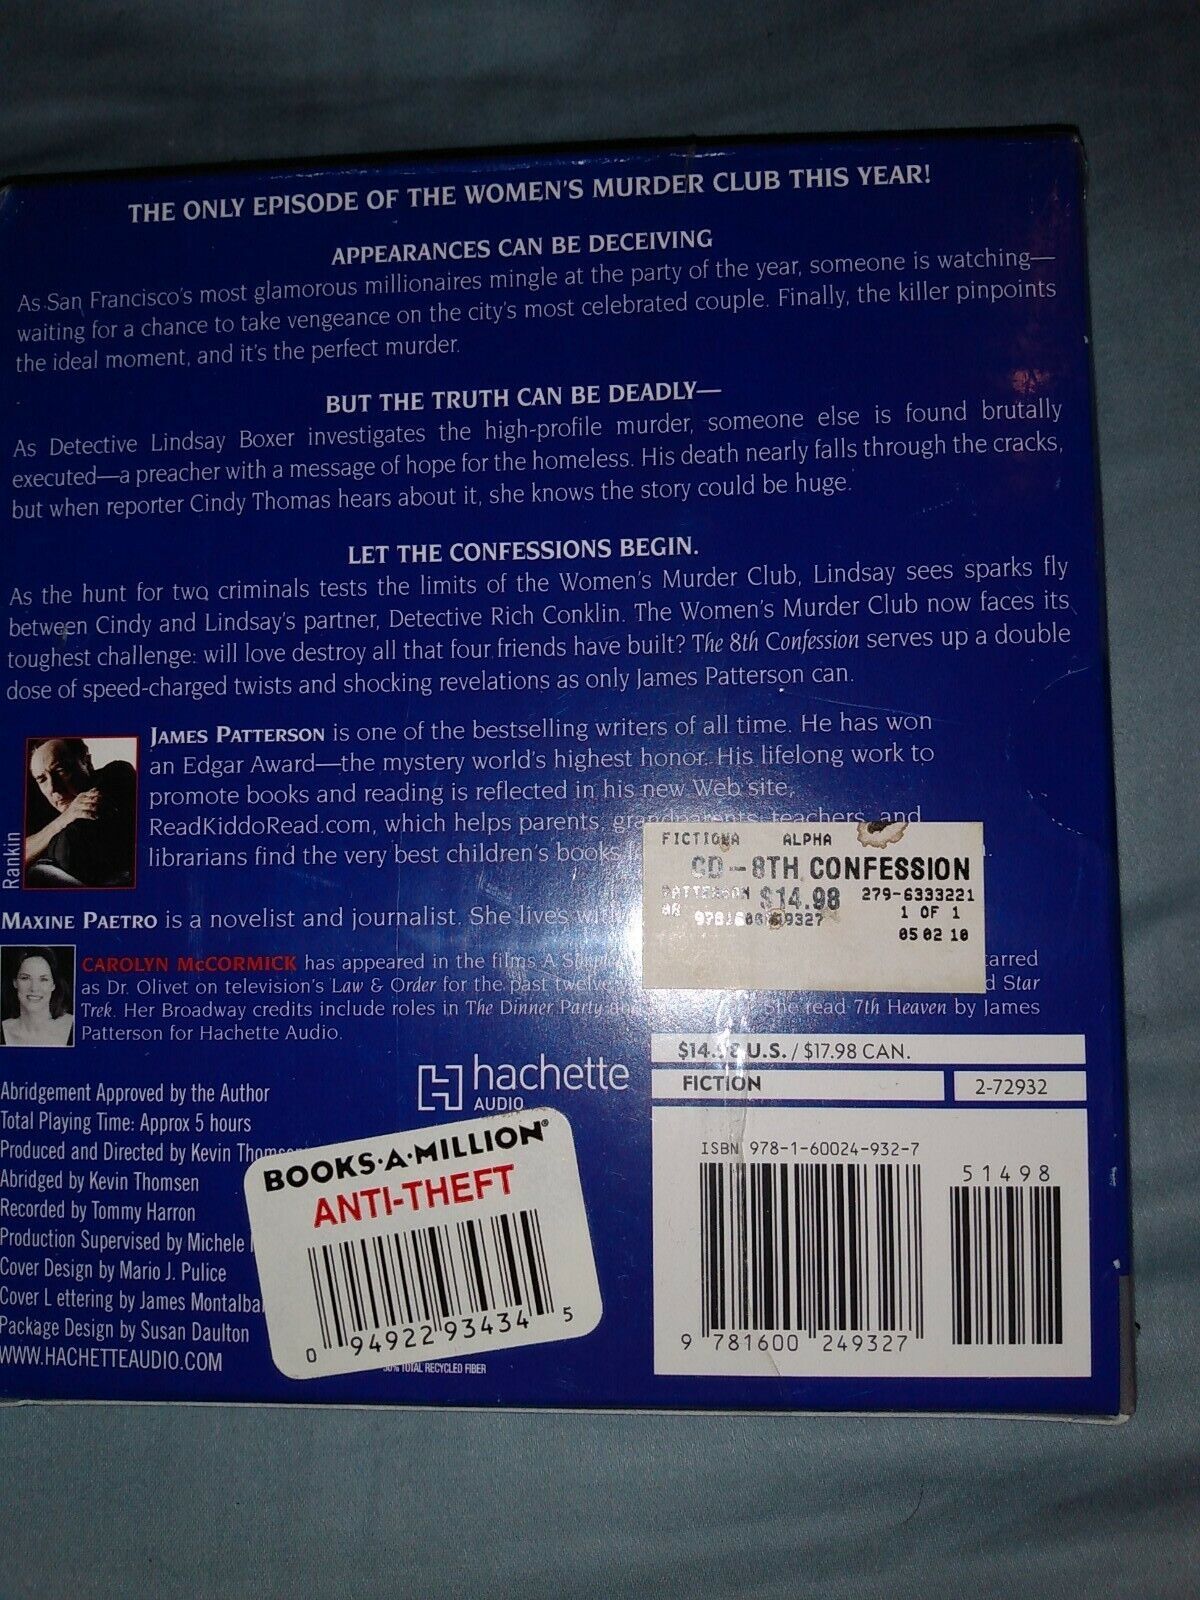 THE ONLY EPISODE OF THE WOMEN'S MURDER CLUB THIS YEAR!
APPEARANCES CAN BE DECEIVING
As San Francisco's most glamorous millionaires mingle at the party of the year, someone is watching—
waiting for a chance to take vengeance on the city's most celebrated couple. Finally, the killer pinpoints
the ideal moment, and it's the perfect murder.
BUT THE TRUTH CAN BE DEADLY—
As Detective Lindsay Boxer investigates the high-profile murder, someone else is found brutally
executed—a preacher with a message of hope for the homeless. His death nearly falls through the cracks,
but when reporter Cindy Thomas hears about it, she knows the story could be huge.
LET THE CONFESSIONS BEGIN.
As the hunt for two criminals tests the limits of the Women's Murder Club, Lindsay sees sparks fly
between Cindy and Lindsay's partner, Detective Rich Conklin. The Women's Murder Club now faces its
toughest challenge: will love destroy all that four friends have built? The 8th Confession serves up a double
dose of speed-charged twists and shocking revelations as only James Patterson can.
Rankin
JAMES PATTERSON is one of the bestselling writers of all time. He has won
an Edgar Award—the mystery world's highest honor. His lifelong work to
promote books and reading is reflected in his new Web site,
ReadKiddoRead.com, which helps parents, grandparents, teachers, and
librarians find the very best children's books
MAXINE PAETRO is a novelist and journalist. She lives with
CAROLYN McCORMICK has appeared in the films A
as Dr. Olivet on television's Law & Order for the past twelve Star
Trek. Her Broadway credits include roles in The Dinner Party and She read 7th Heaven by James
Patterson for Hachette Audio.
FICTION ALPHA
CD-8TH CONFESSION
PATTERSON $14.98 279-6333221
1 OF 1
05 02 10
Abridgement Approved by the Author
Total Playing Time: Approx 5 hours
Produced and Directed by Kevin
Abridged by Kevin Thomsen
Recorded by Tommy Harron
Production Supervised by Michele
Cover Design by Mario J. Pulice
Cover L ettering by James
Package Design by Susan Daulton
WWW.HACHETTEAUDIO.COM
hachette
AUDIO
BOOKS·A·MILLION®
ANTI-THEFT
0 94922 93434 5
TOTAL RECYCLED FIBER
$14.98 U.S. / $17.98 CAN.
FICTION 2-72932
ISBN 978-1-60024-932-7
51498
9 781600 249327